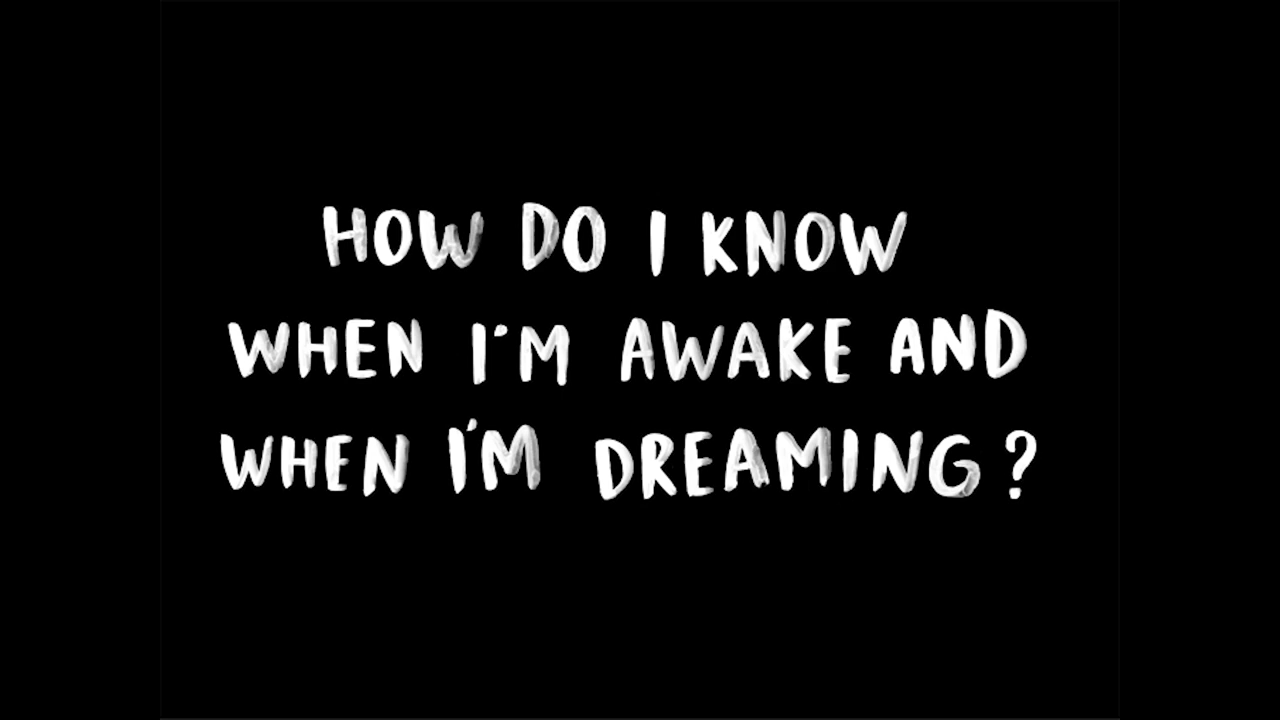 HOW DO I KNOW
WHEN I'M AWAKE AND
WHEN I'M DREAMING?